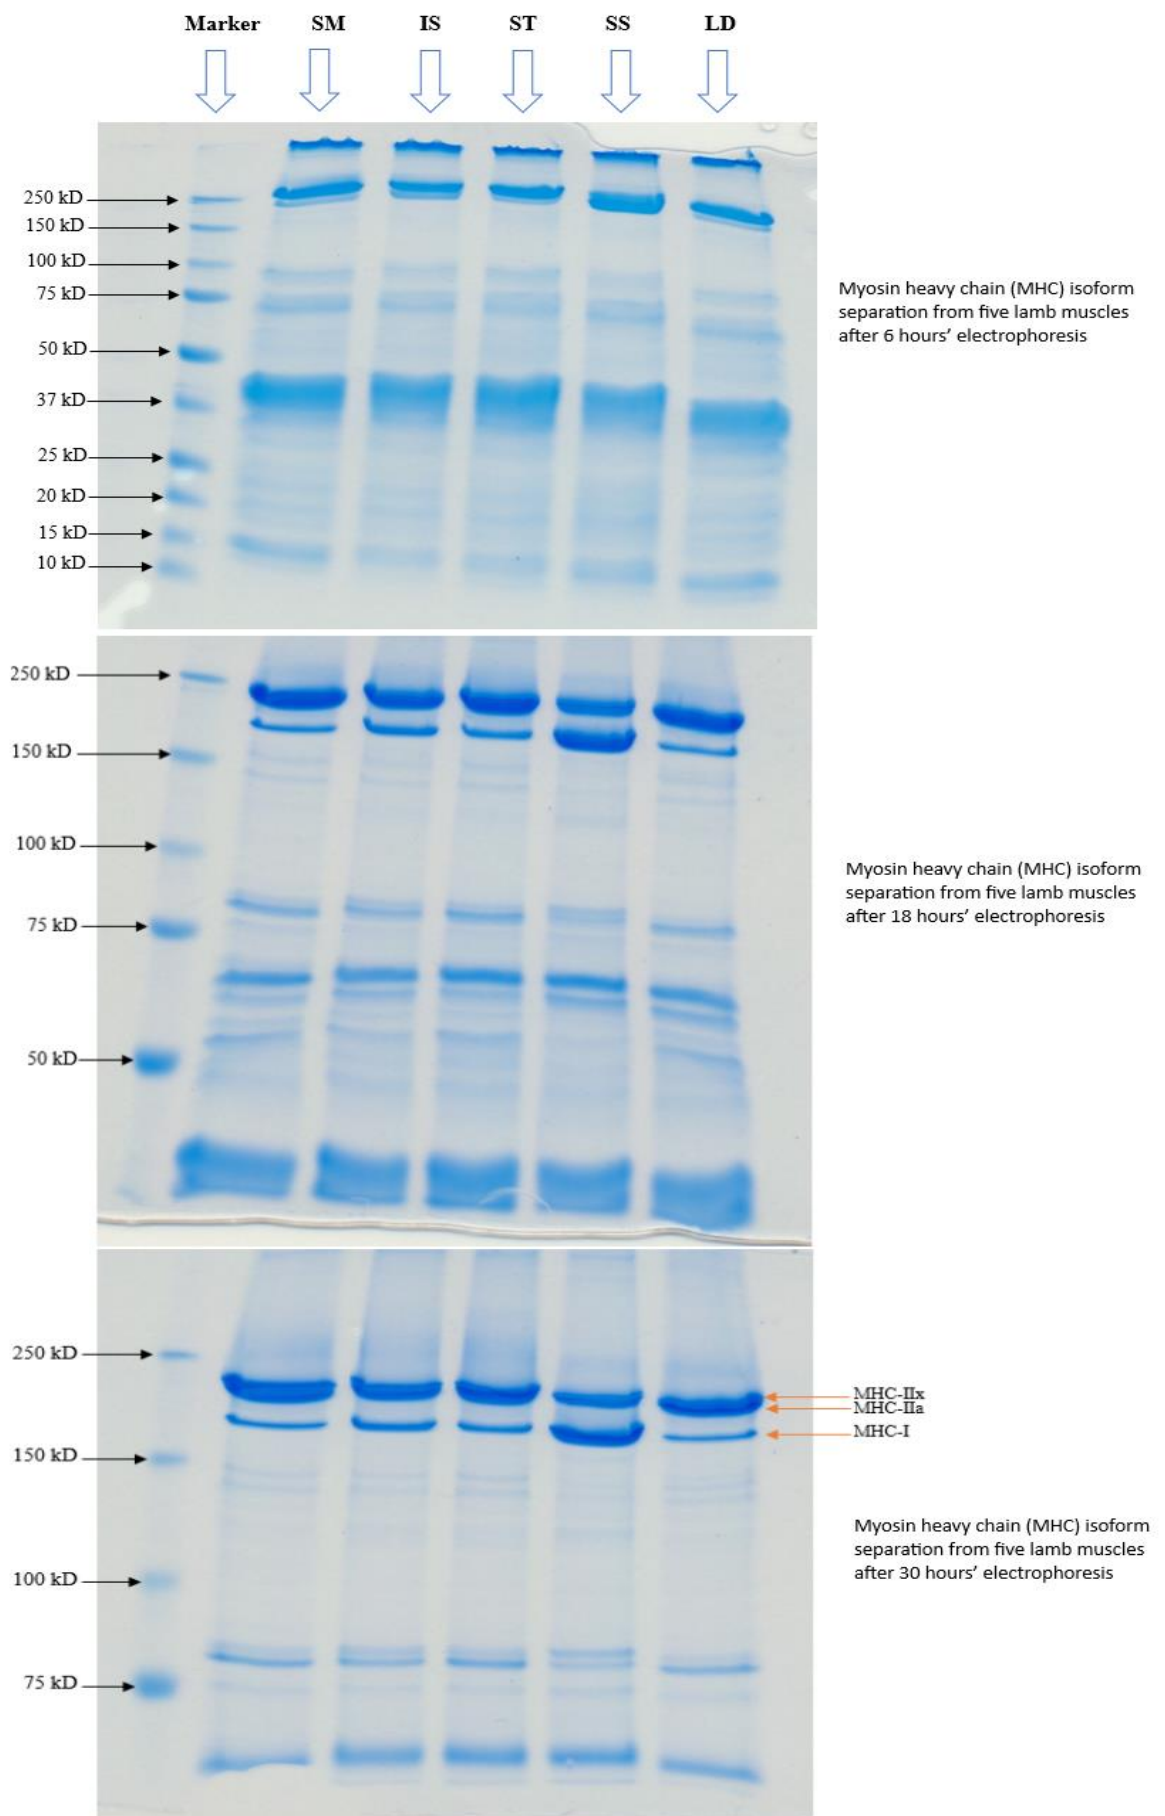 Marker SM IS ST SS LD
250 kD
150 kD
100 kD
75 kD
50 kD
37 kD
25 kD
20 kD
15 kD
10 kD
Myosin heavy chain (MHC) isoform
separation from five lamb muscles
after 6 hours’ electrophoresis
250 kD
150 kD
100 kD
75 kD
50 kD
Myosin heavy chain (MHC) isoform
separation from five lamb muscles
after 18 hours’ electrophoresis
250 kD
150 kD
100 kD
75 kD
MHC-IIx
MHC-IIa
MHC-I
Myosin heavy chain (MHC) isoform
separation from five lamb muscles
after 30 hours’ electrophoresis